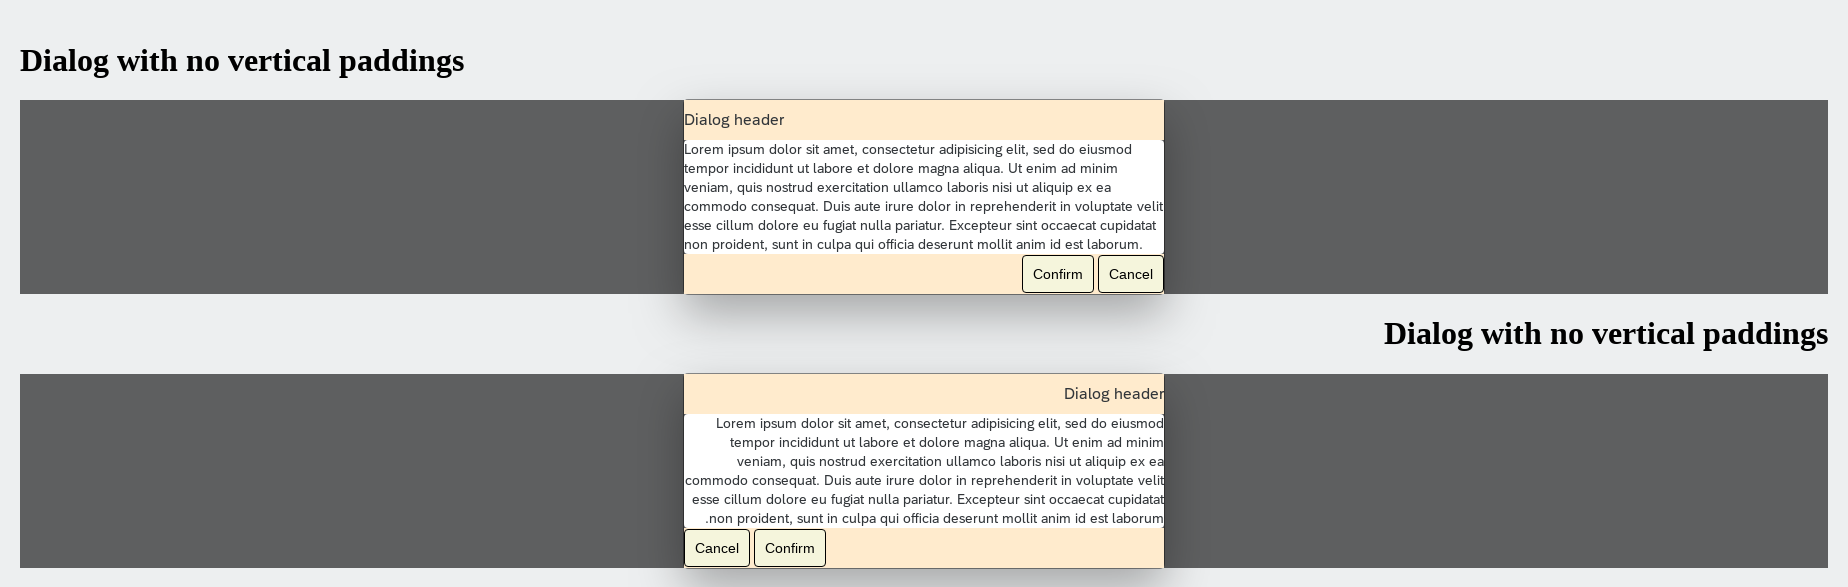 Dialog with no vertical paddings
Dialog header
Lorem ipsum dolor sit amet, consectetur adipisicing elit, sed do eiusmod
tempor incididunt ut labore et dolore magna aliqua. Ut enim ad minim
veniam, quis nostrud exercitation ullamco laboris nisi ut aliquip ex ea
commodo consequat. Duis aute irure dolor in reprehenderit in voluptate velit
esse cillum dolore eu fugiat nulla pariatur. Excepteur sint occaecat cupidatat
non proident, sunt in culpa qui officia deserunt mollit anim id est laborum.
Confirm Cancel
Dialog with no vertical paddings
Dialog header
Lorem ipsum dolor sit amet, consectetur adipisicing elit, sed do eiusmod
tempor incididunt ut labore et dolore magna aliqua. Ut enim ad minim
veniam, quis nostrud exercitation ullamco laboris nisi ut aliquip ex ea
commodo consequat. Duis aute irure dolor in reprehenderit in voluptate velit
esse cillum dolore eu fugiat nulla pariatur. Excepteur sint occaecat cupidatat
.non proident, sunt in culpa qui officia deserunt mollit anim id est laborum
Cancel Confirm